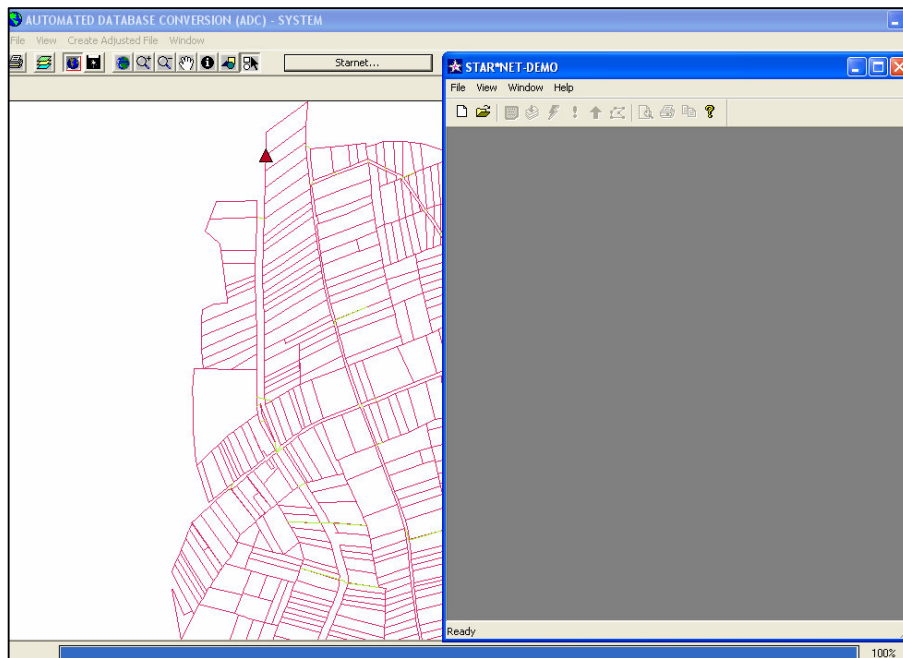 AUTOMATED DATABASE CONVERSION (ADC) - SYSTEM
File View Create Adjusted File Window
Starnet...
STAR*NET-DEMO
File View Window Help
Ready
100%